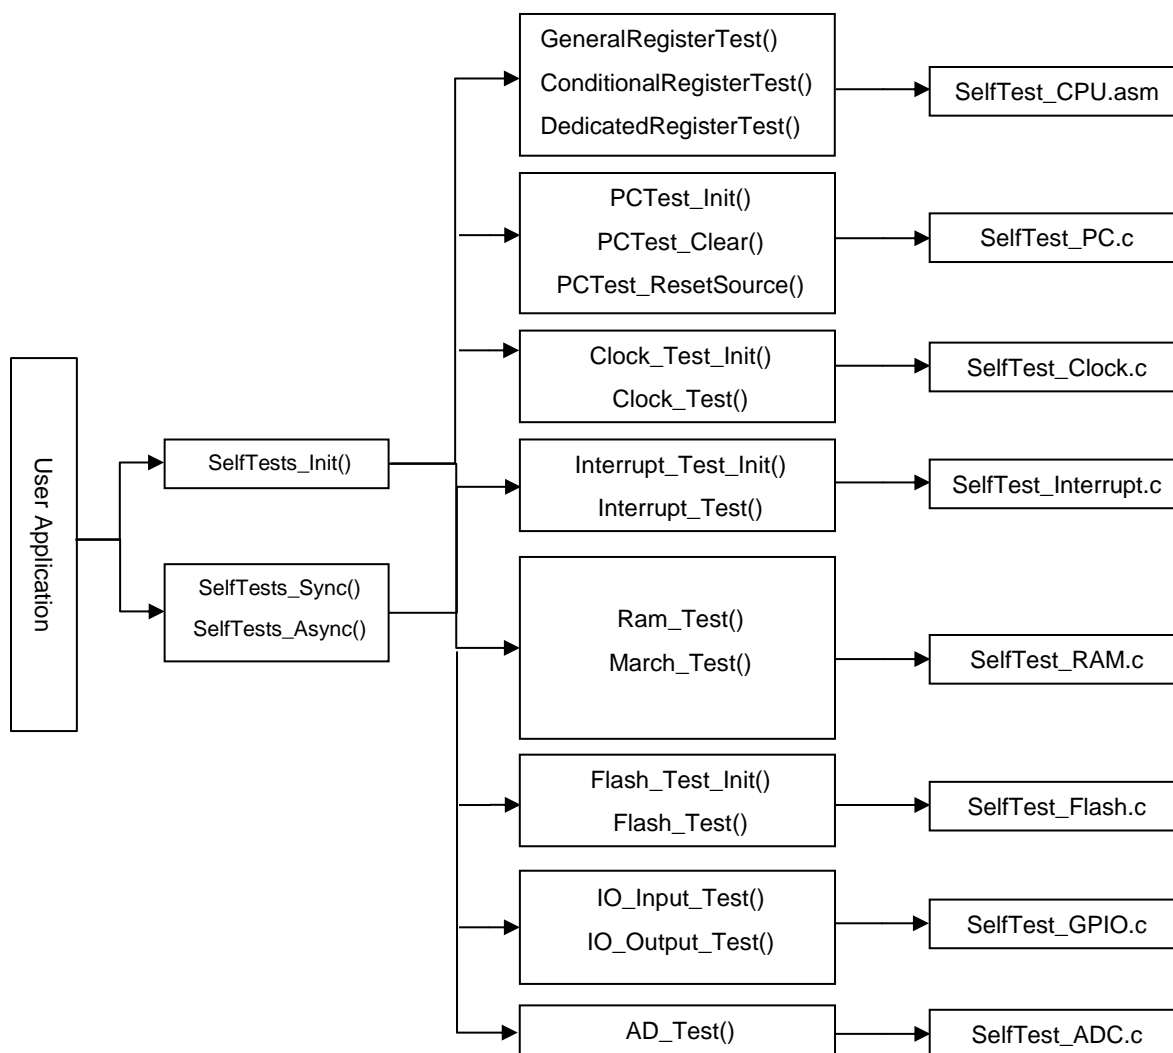 User Application
SelfTests_Init()
SelfTests_Sync()
SelfTests_Async()
GeneralRegisterTest()
ConditionalRegisterTest()
DedicatedRegisterTest()
SelfTest_CPU.asm
PCTest_Init()
PCTest_Clear()
PCTest_ResetSource()
SelfTest_PC.c
Clock_Test_Init()
Clock_Test()
SelfTest_Clock.c
Interrupt_Test_Init()
Interrupt_Test()
SelfTest_Interrupt.c
Ram_Test()
March_Test()
SelfTest_RAM.c
Flash_Test_Init()
Flash_Test()
SelfTest_Flash.c
IO_Input_Test()
IO_Output_Test()
SelfTest_GPIO.c
AD_Test()
SelfTest_ADC.c